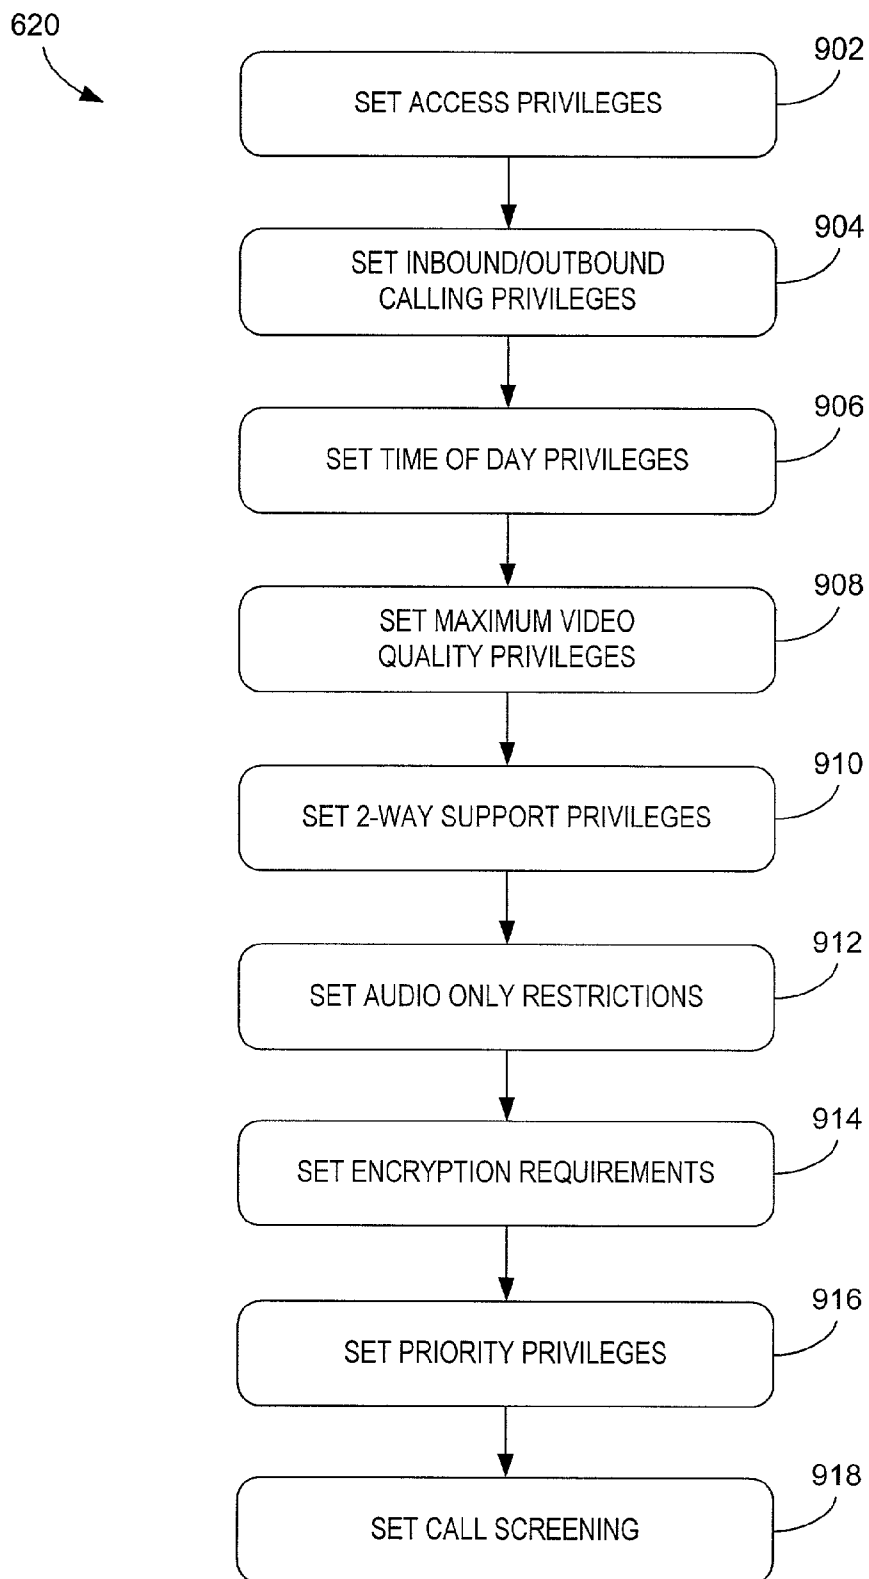 620
902
SET ACCESS PRIVILEGES
904
SET INBOUND/OUTBOUND
CALLING PRIVILEGES
906
SET TIME OF DAY PRIVILEGES
908
SET MAXIMUM VIDEO
QUALITY PRIVILEGES
910
SET 2-WAY SUPPORT PRIVILEGES
912
SET AUDIO ONLY RESTRICTIONS
914
SET ENCRYPTION REQUIREMENTS
916
SET PRIORITY PRIVILEGES
918
SET CALL SCREENING